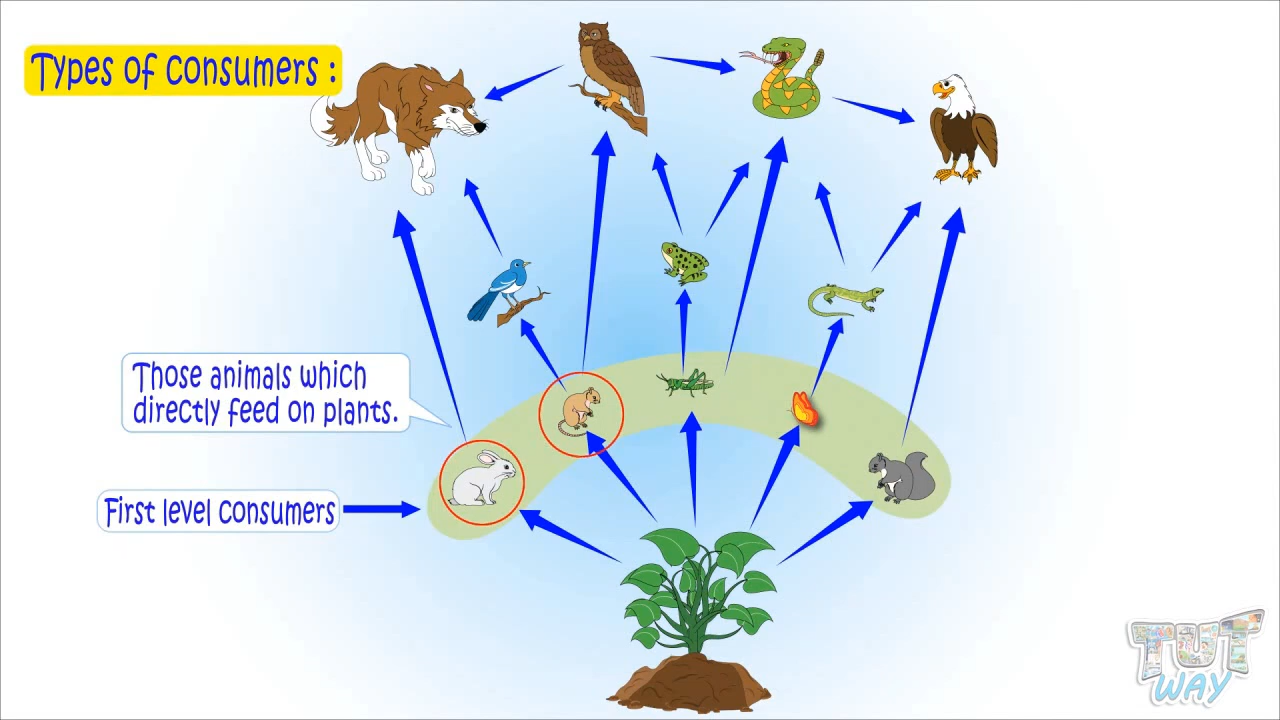 Types of consumers :
Those animals which
directly feed on plants.
First level consumers
TUT
WAY